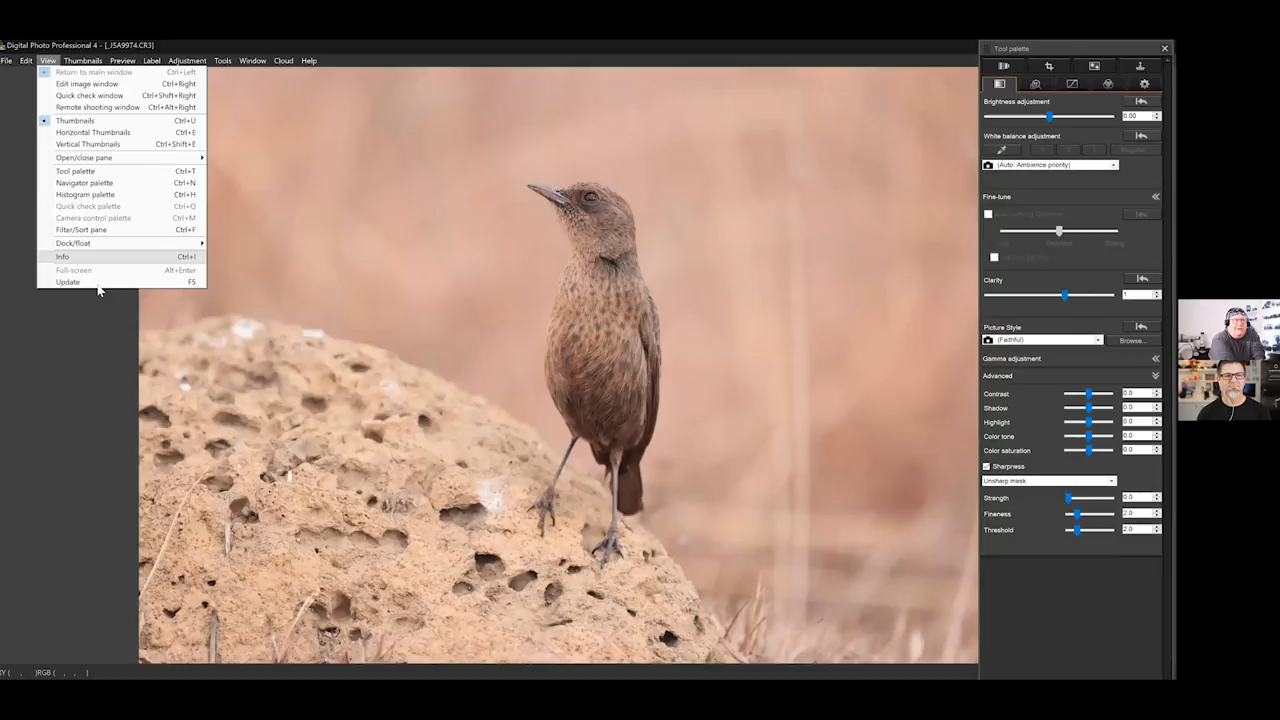 Digital Photo Professional 4 - [_J5A9974.CR3]
File Edit View Thumbnails Preview Label Adjustment Tools Window Cloud Help
Return to main window Ctrl+Left
Edit image window Ctrl+Right
Quick check window Ctrl+Shift+Right
Remote shooting window Ctrl+Alt+Right
Thumbnails Ctrl+U
Horizontal Thumbnails Ctrl+E
Vertical Thumbnails Ctrl+Shift+E
Open/close pane
Tool palette Ctrl+T
Navigator palette Ctrl+N
Histogram palette Ctrl+H
Quick check palette Ctrl+Q
Camera control palette Ctrl+M
Filter/Sort pane Ctrl+F
Dock/float
Info Ctrl+I
Full-screen Alt+Enter
Update F5
Tool palette
Brightness adjustment
0.00
White balance adjustment
(Auto: Ambience priority)
Fine-tune
Clarity
1
Picture Style
(Faithful) Browse...
Gamma adjustment
Advanced
Contrast 0.0
Shadow 0.0
Highlight 0.0
Color tone 0.0
Color saturation 0.0
Sharpness
Unsharp mask
Strength 0.0
Fineness 2.0
Threshold 2.0
XY ( , )RGB ( , , )